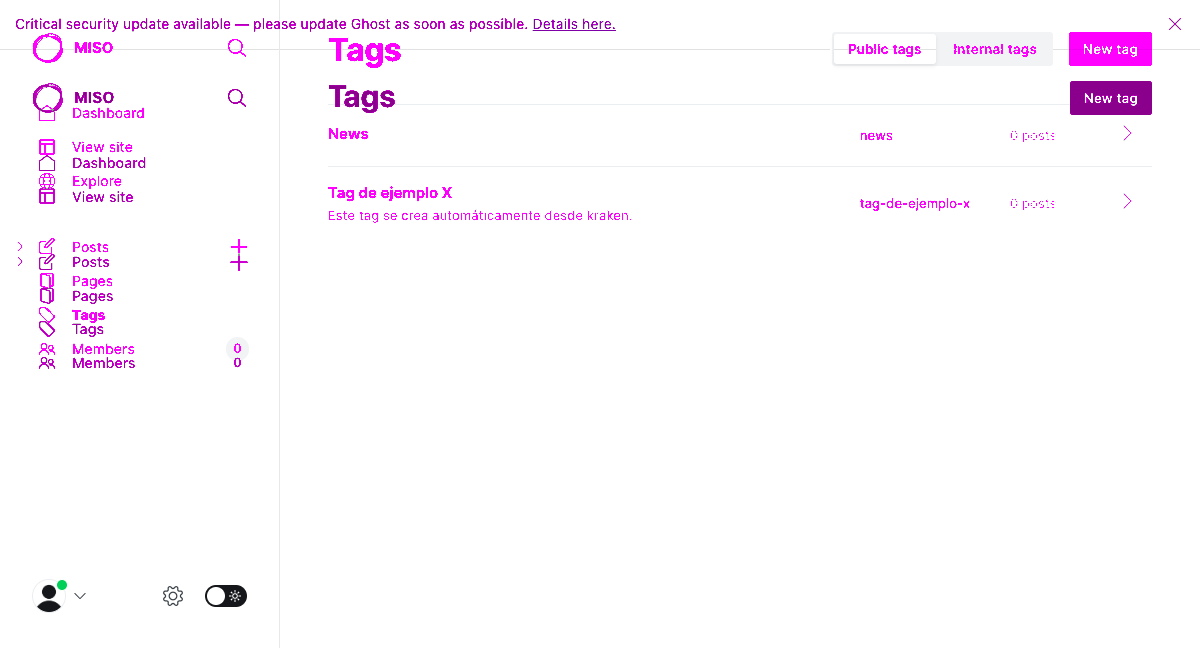 Critical security update available — please update Ghost as soon as possible. Details here.
MISO
Tags
Public tags
Internal tags
New tag
MISO
Tags
New tag
Dashboard
News
news
0 posts
View site
Dashboard
Explore
View site
Tag de ejemplo X
tag-de-ejemplo-x
0 posts
Este tag se crea automáticamente desde kraken.
Posts
Posts
Pages
Pages
Tags
Tags
Members
0
Members
0